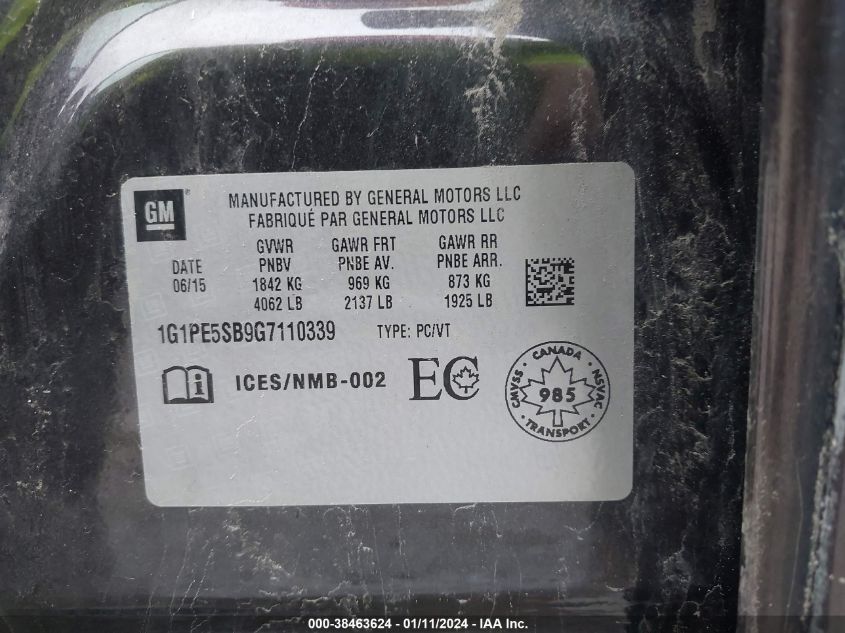 GM
MANUFACTURED BY GENERAL MOTORS LLC
FABRIQUÉ PAR GENERAL MOTORS LLC
GVWR GAWR FRT GAWR RR
DATE PNBV PNBE AV. PNBE ARR.
06/15 1842 KG 969 KG 873 KG
4062 LB 2137 LB 1925 LB
1G1PE5SB9G7110339 TYPE: PC/VT
i ICES/NMB-002 EC
CANADA
CMVSS 985 NSVAC
TRANSPORT
000-38463624 - 01/11/2024 - IAA Inc.